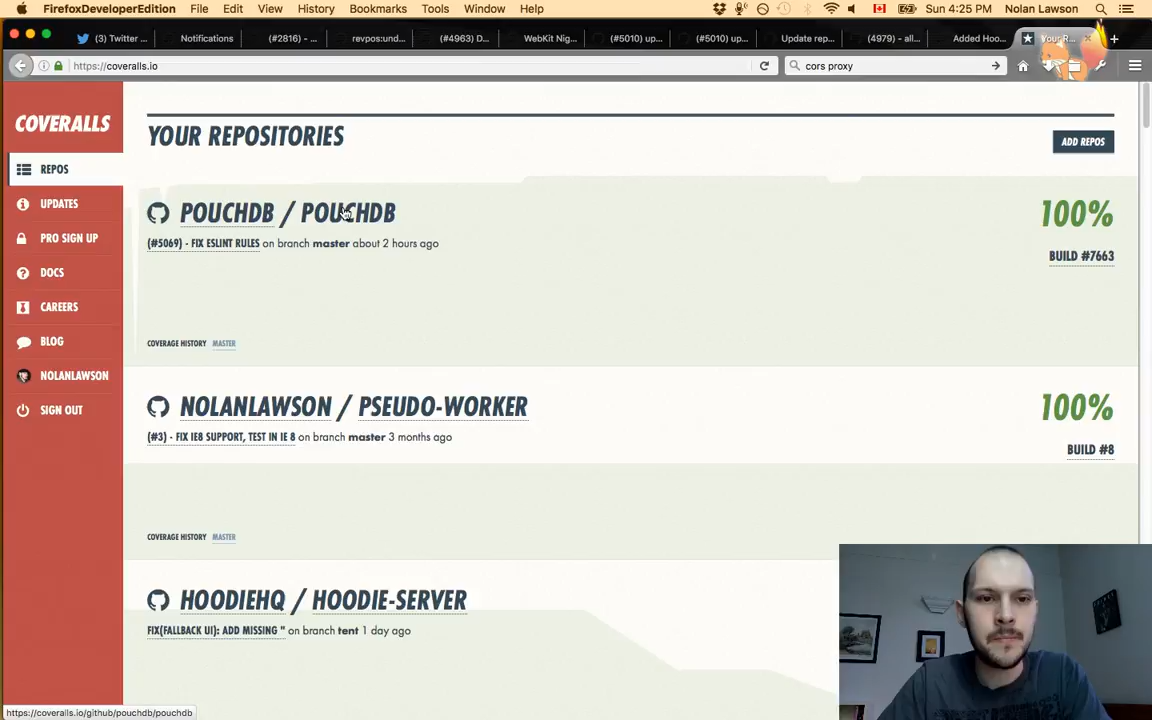 FirefoxDeveloperEdition File Edit View History Bookmarks Tools Window Help Sun 4:25 PM Nolan Lawson
(3) Twitter ... Notifications (#2816) - ... revpos:und... (#4963) D... WebKit Nig... (#5010) up... (#5010) up... Update rep... (4979) - all... Added Hoo... Your R...
https://coveralls.io cors proxy
COVERALLS
REPOS
UPDATES
PRO SIGN UP
DOCS
CAREERS
BLOG
NOLANLAWSON
SIGN OUT
YOUR REPOSITORIES
ADD REPOS
POUCHDB / POUCHDB
100%
(#5069) - FIX ESLINT RULES on branch master about 2 hours ago
BUILD #7663
COVERAGE HISTORY MASTER
NOLANLAWSON / PSEUDO-WORKER
100%
(#3) - FIX IE8 SUPPORT, TEST IN IE 8 on branch master 3 months ago
BUILD #8
COVERAGE HISTORY MASTER
HOODIEHQ / HOODIE-SERVER
FIX(FALLBACK UI): ADD MISSING " on branch tent 1 day ago
https://coveralls.io/github/pouchdb/pouchdb